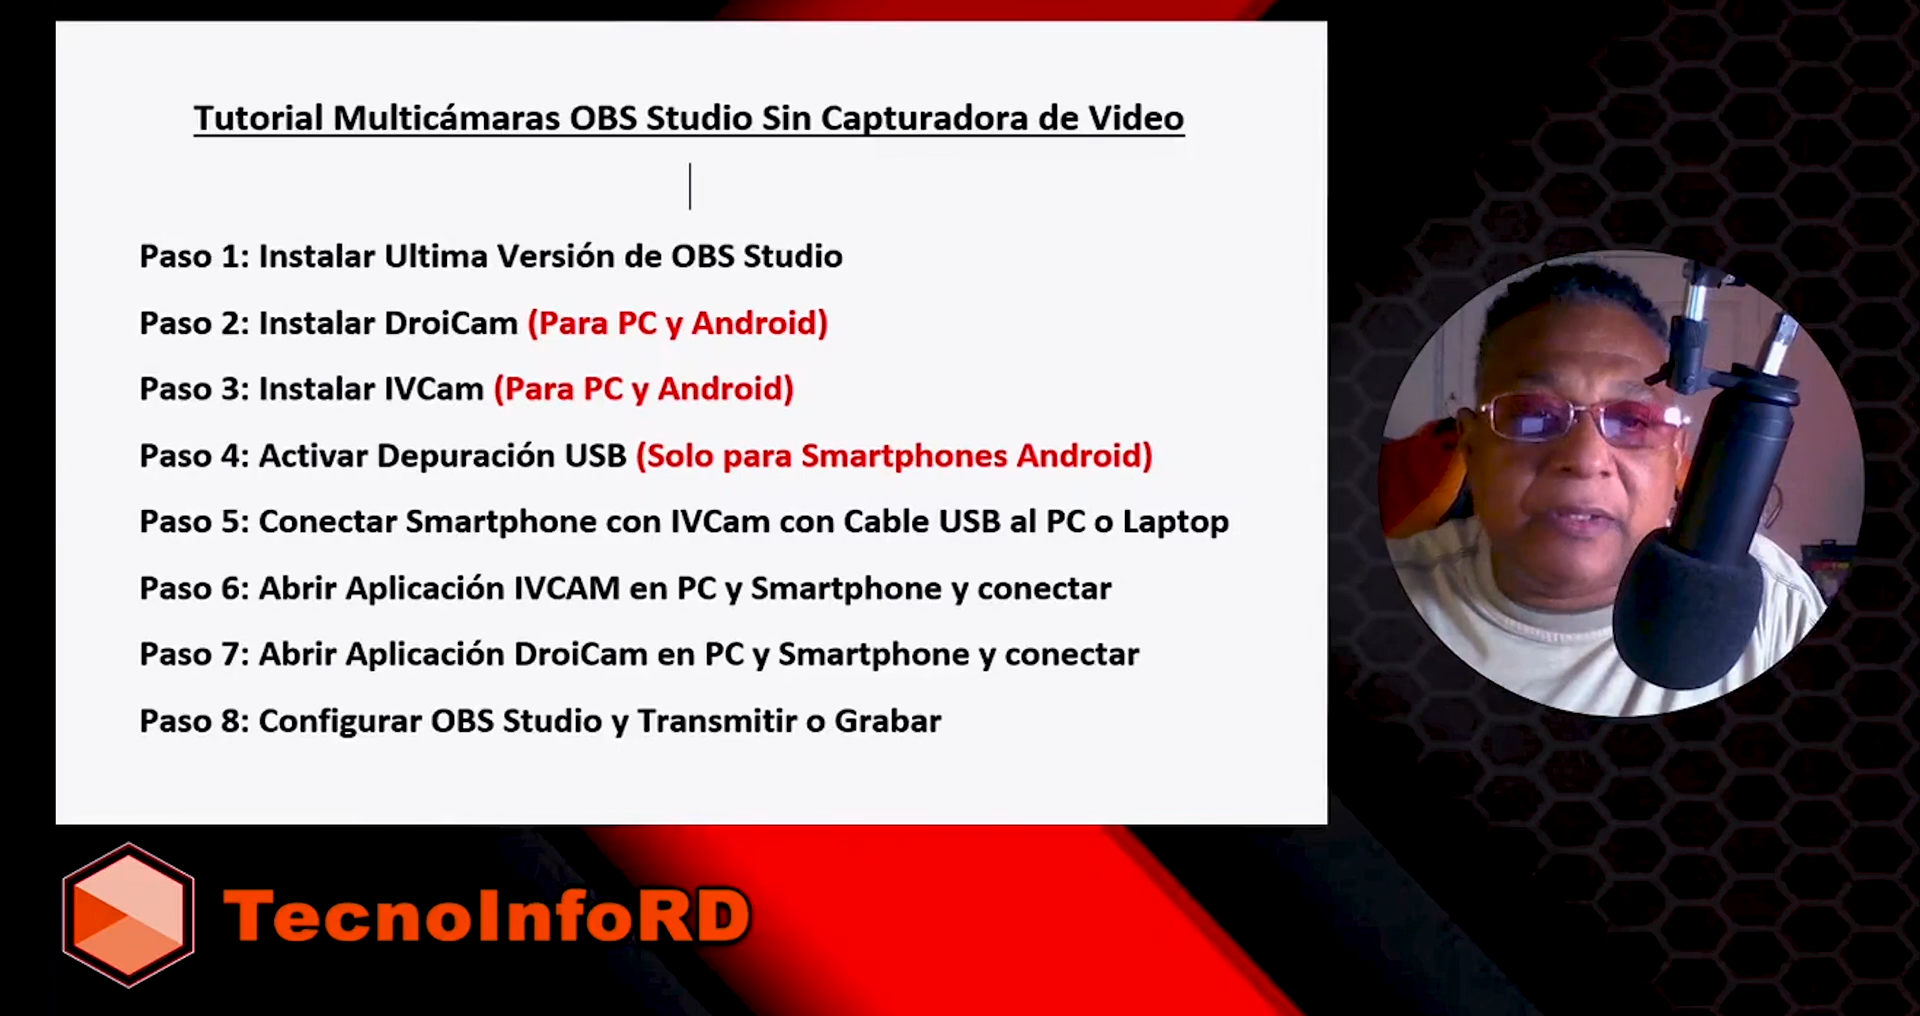 Tutorial Multicámaras OBS Studio Sin Capturadora de Video
Paso 1: Instalar Ultima Versión de OBS Studio
Paso 2: Instalar DroiCam (Para PC y Android)
Paso 3: Instalar IVCam (Para PC y Android)
Paso 4: Activar Depuración USB (Solo para Smartphones Android)
Paso 5: Conectar Smartphone con IVCam con Cable USB al PC o Laptop
Paso 6: Abrir Aplicación IVCAM en PC y Smartphone y conectar
Paso 7: Abrir Aplicación DroiCam en PC y Smartphone y conectar
Paso 8: Configurar OBS Studio y Transmitir o Grabar
TecnoInfoRD